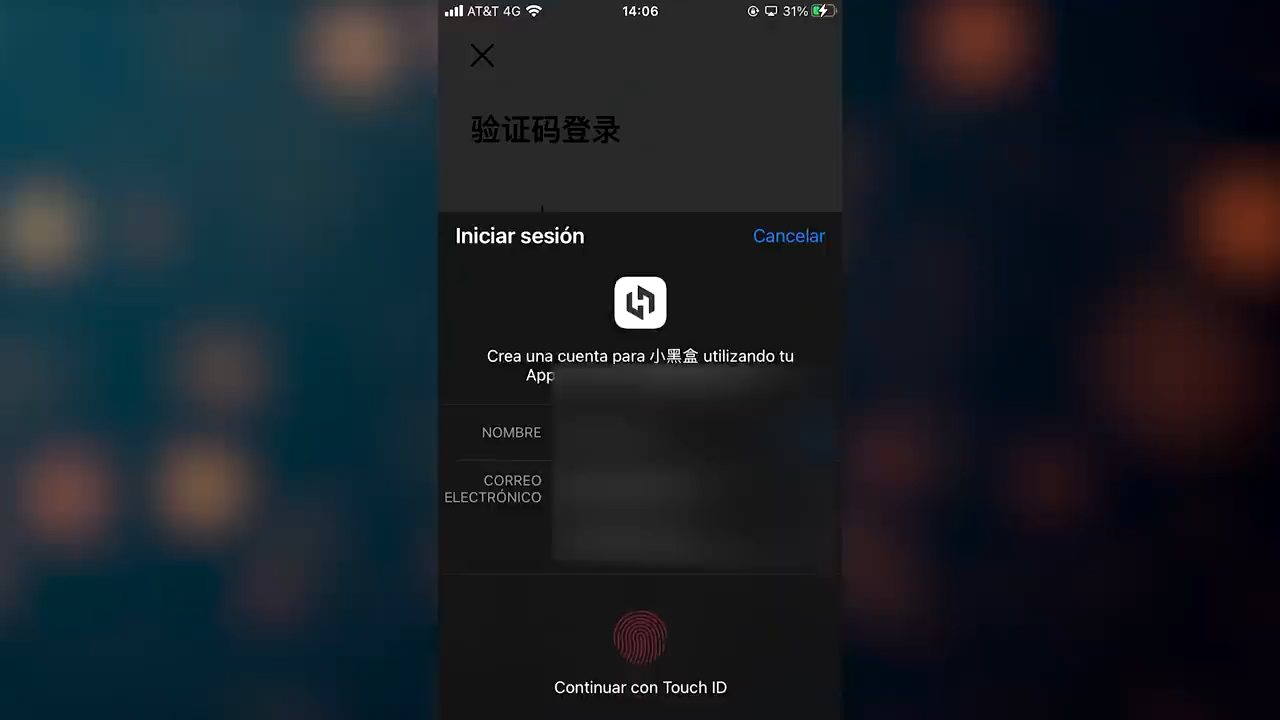 AT&T 4G 14:06 31%
验证码登录
Iniciar sesión Cancelar
Crea una cuenta para 小黑盒 utilizando tu
App
NOMBRE
CORREO
ELECTRÓNICO
Continuar con Touch ID